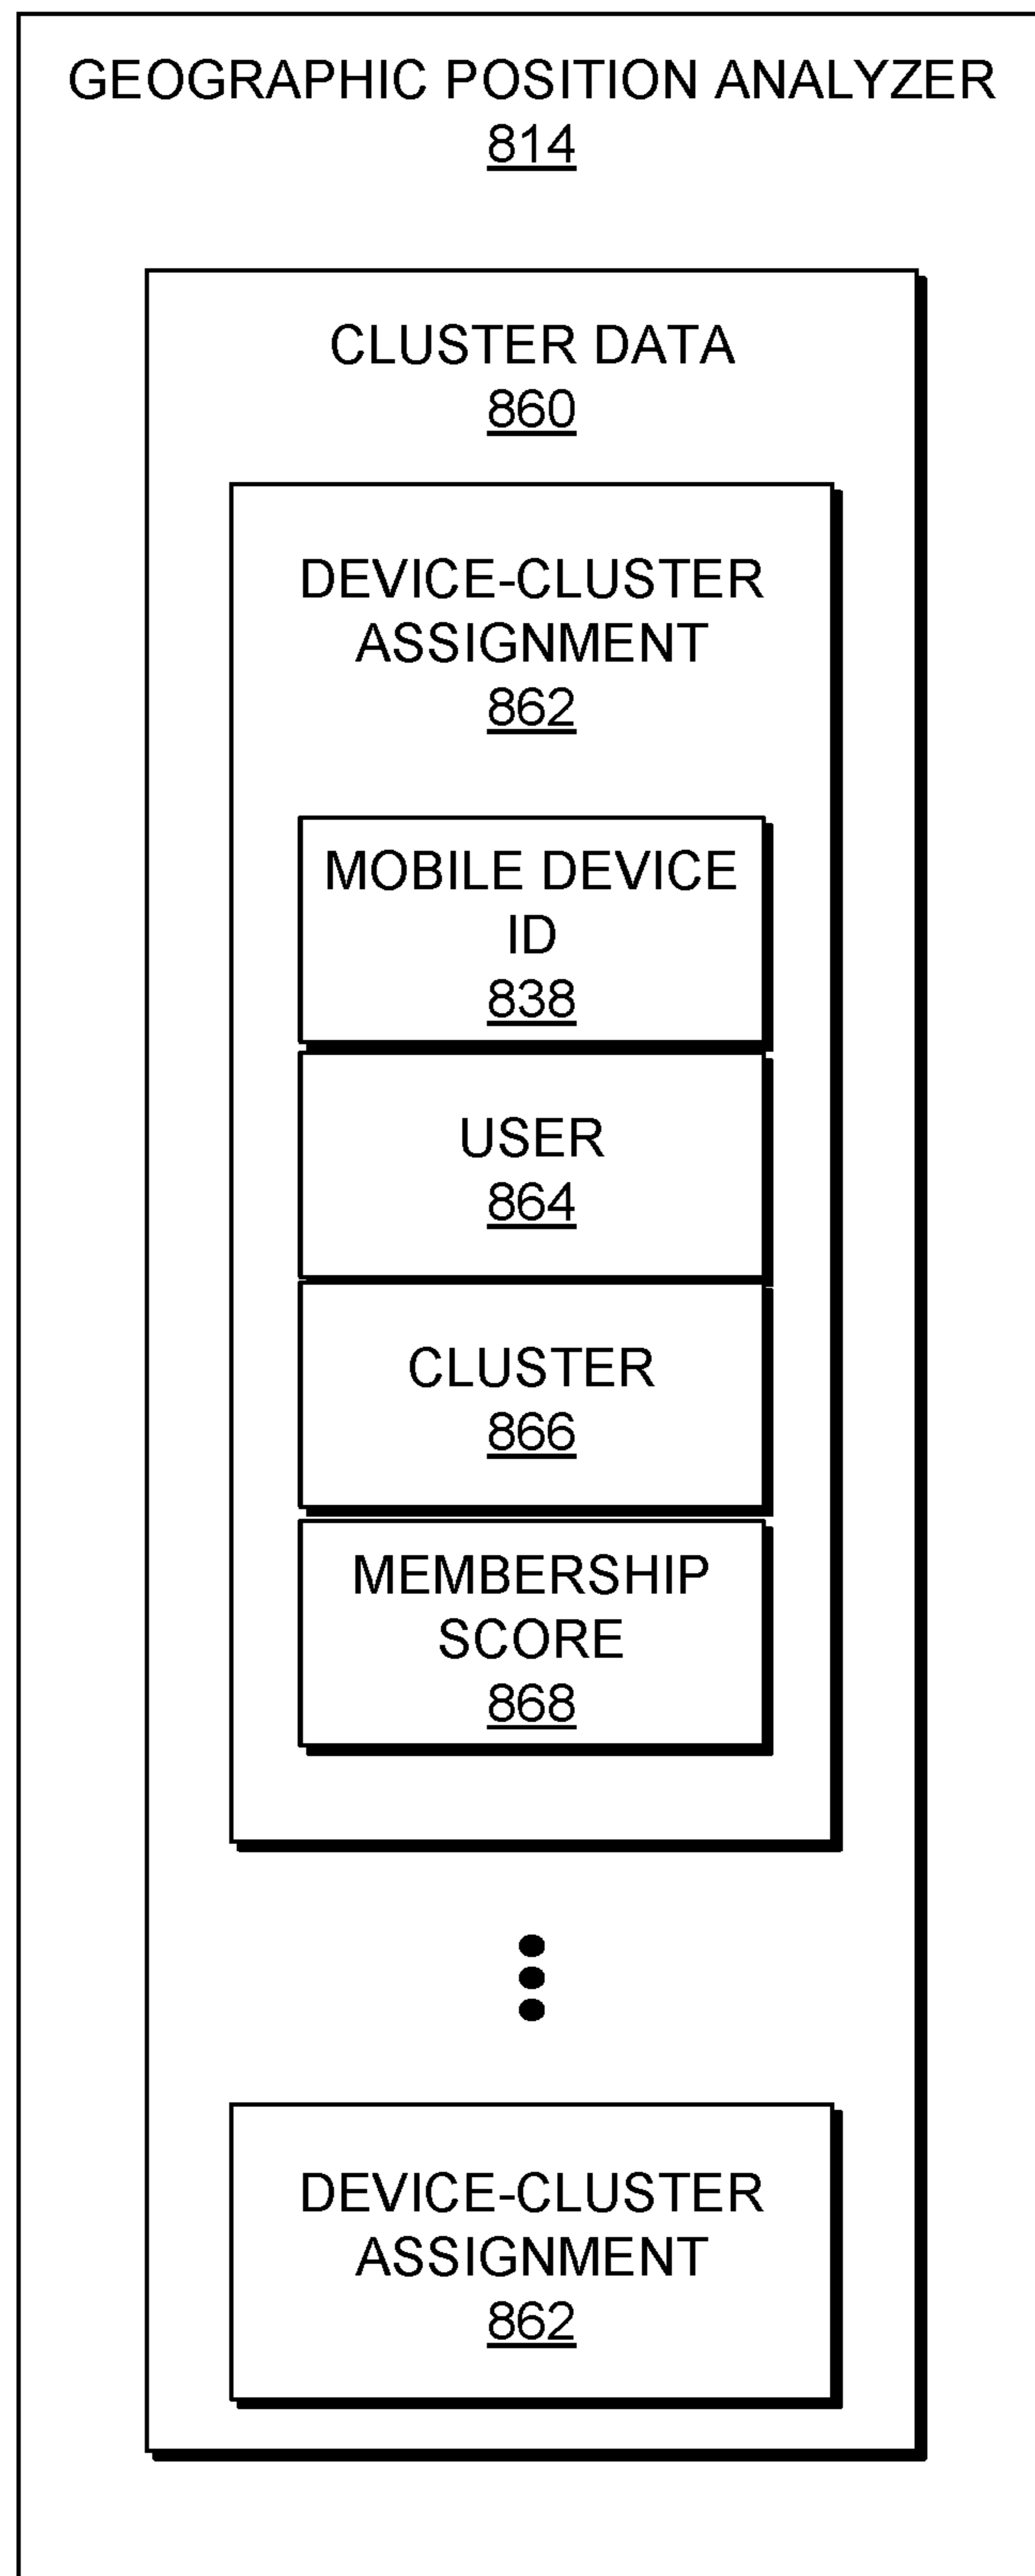 GEOGRAPHIC POSITION ANALYZER
814
CLUSTER DATA
860
DEVICE-CLUSTER
ASSIGNMENT
862
MOBILE DEVICE
ID
838
USER
864
CLUSTER
866
MEMBERSHIP
SCORE
868
DEVICE-CLUSTER
ASSIGNMENT
862